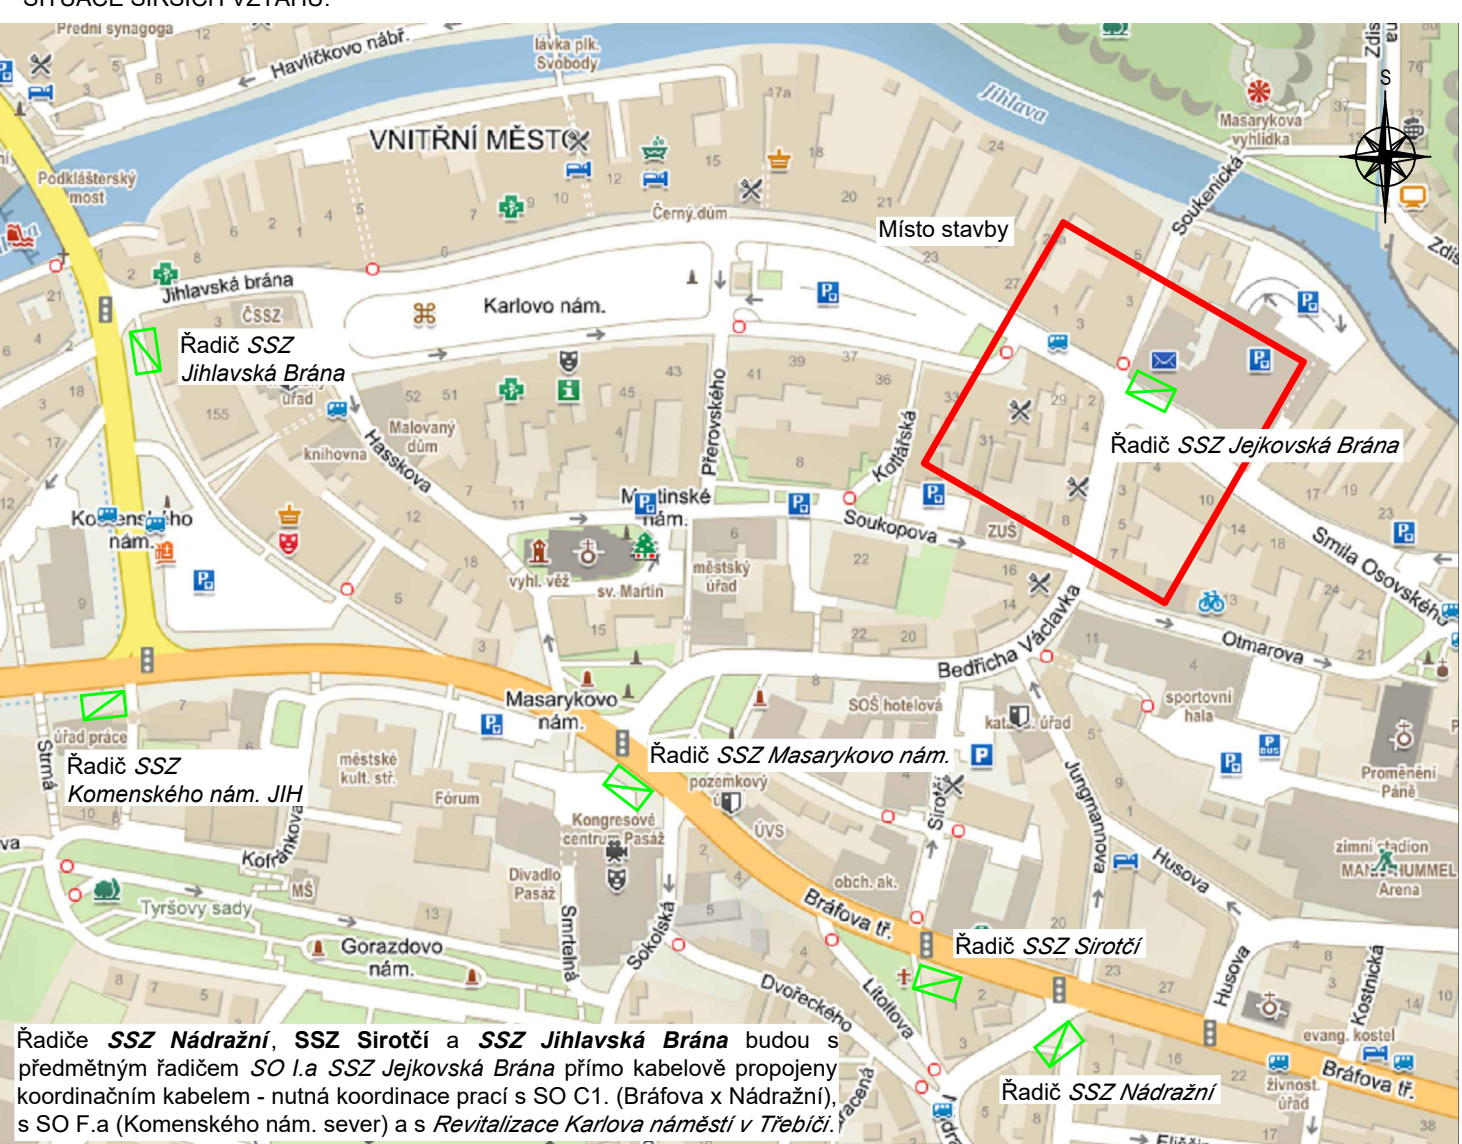 SITUACE ŠIRŠÍCH VZTAHŮ:
Přední synagoga
Havlíčkovo nábř.
lávka plk.
Svobody
Jihlava
Masarykova
vyhlídka
S
VNITŘNÍ MĚSTO
Podklášterský
most
Černý dům
Místo stavby
Soukenická
Jihlavská brána
ČSSZ
Karlovo nám.
Řadič SSZ
Jihlavská Brána
úřad
Malovaný
dům
knihovna
Hasskova
Přerovského
Kotlářská
Řadič SSZ Jejkovská Brána
Komenského
nám.
Martinské
nám.
Soukopova
ZUŠ
Smila Osovského
vyhl. věž
sv. Martin
městský
úřad
Bedřicha Václavka
Otmarova
Masarykovo
nám.
SOŠ hotelová
sportovní
hala
úřad práce
Strmá
Řadič SSZ
Komenského nám. JIH
městské
kult. stř.
Fórum
Řadič SSZ Masarykovo nám.
pozemkový
ÚVS
Kongresové
centrum Pasáž
Jungmannova
Proměnění
Páně
Kofránkova
MŠ
Divadlo
Pasáž
obch. ak.
Husova
zimní stadion
MANN+HUMMEL
Arena
Tyršovy sady
Gorazdovo
nám.
Smrtelná
Sokolská
Bráfova tř.
Řadič SSZ Sirotčí
Dvořeckého
Litolitova
Husova
Kostnická
evang. kostel
Řadiče SSZ Nádražní, SSZ Sirotčí a SSZ Jihlavská Brána budou s
předmětným řadičem SO I.a SSZ Jejkovská Brána přímo kabelově propojeny
koordinačním kabelem - nutná koordinace prací s SO C1. (Bráfova x Nádražní),
s SO F.a (Komenského nám. sever) a s Revitalizace Karlova náměstí v Třebíčí.
Řadič SSZ Nádražní
živnost.
úřad
Bráfova tř.